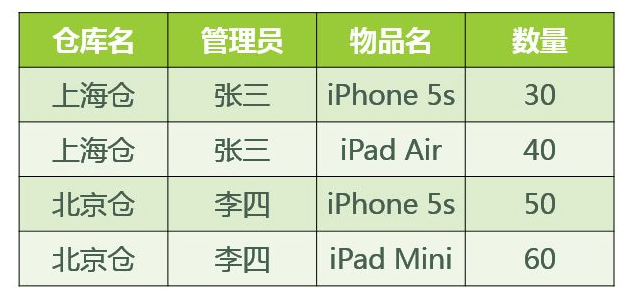 仓库名 管理员 物品名 数量
上海仓 张三 iPhone 5s 30
上海仓 张三 iPad Air 40
北京仓 李四 iPhone 5s 50
北京仓 李四 iPad Mini 60